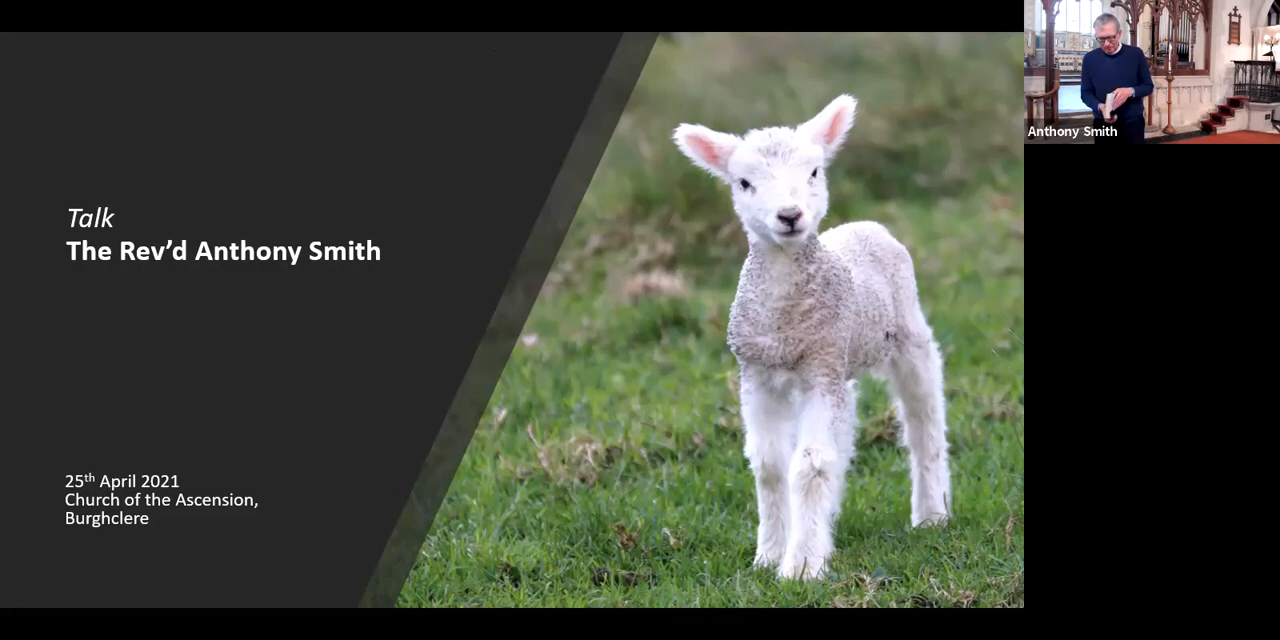 Talk
The Rev’d Anthony Smith
25th April 2021
Church of the Ascension,
Burghclere
Anthony Smith